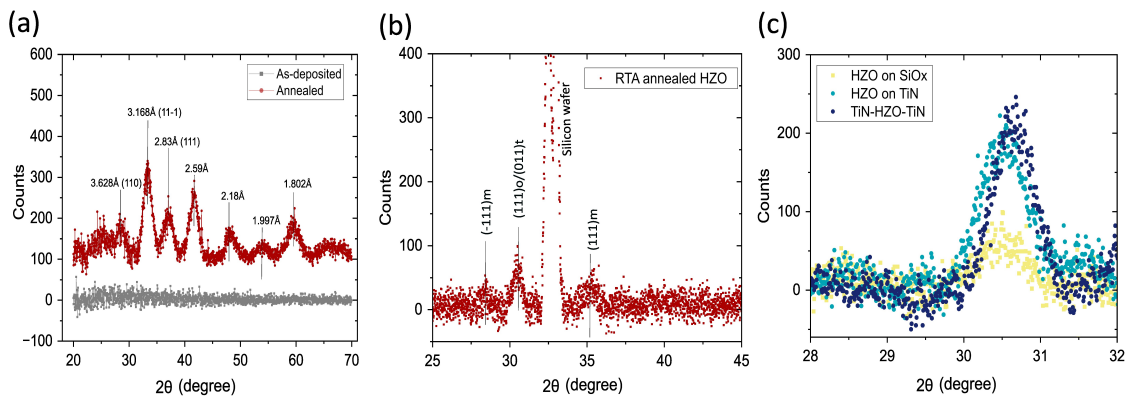 (a)
600
500
400
300
200
100
0
−100
Counts
As-deposited
Annealed
3.168Å (11-1)
2.83Å (111)
3.628Å (110)
2.59Å
2.18Å
1.997Å
1.802Å
20 30 40 50 60 70
2θ (degree)
(b)
400
300
200
100
0
Counts
RTA annealed HZO
(-111)m
(111)o/(011)t
Silicon wafer
(111)m
25 30 35 40 45
2θ (degree)
(c)
300
200
100
0
Counts
HZO on SiOx
HZO on TiN
TiN-HZO-TiN
28 29 30 31 32
2θ (degree)